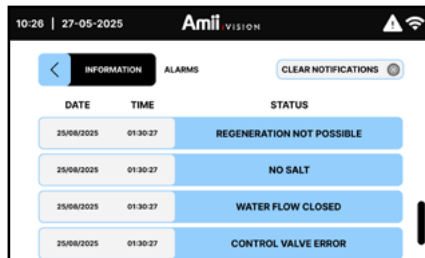 10:26 | 27-05-2025 Amii.VISION
< INFORMATION ALARMS CLEAR NOTIFICATIONS
DATE TIME STATUS
25/08/2025 01:30:27 REGENERATION NOT POSSIBLE
25/08/2025 01:30:27 NO SALT
25/08/2025 01:30:27 WATER FLOW CLOSED
25/08/2025 01:30:27 CONTROL VALVE ERROR